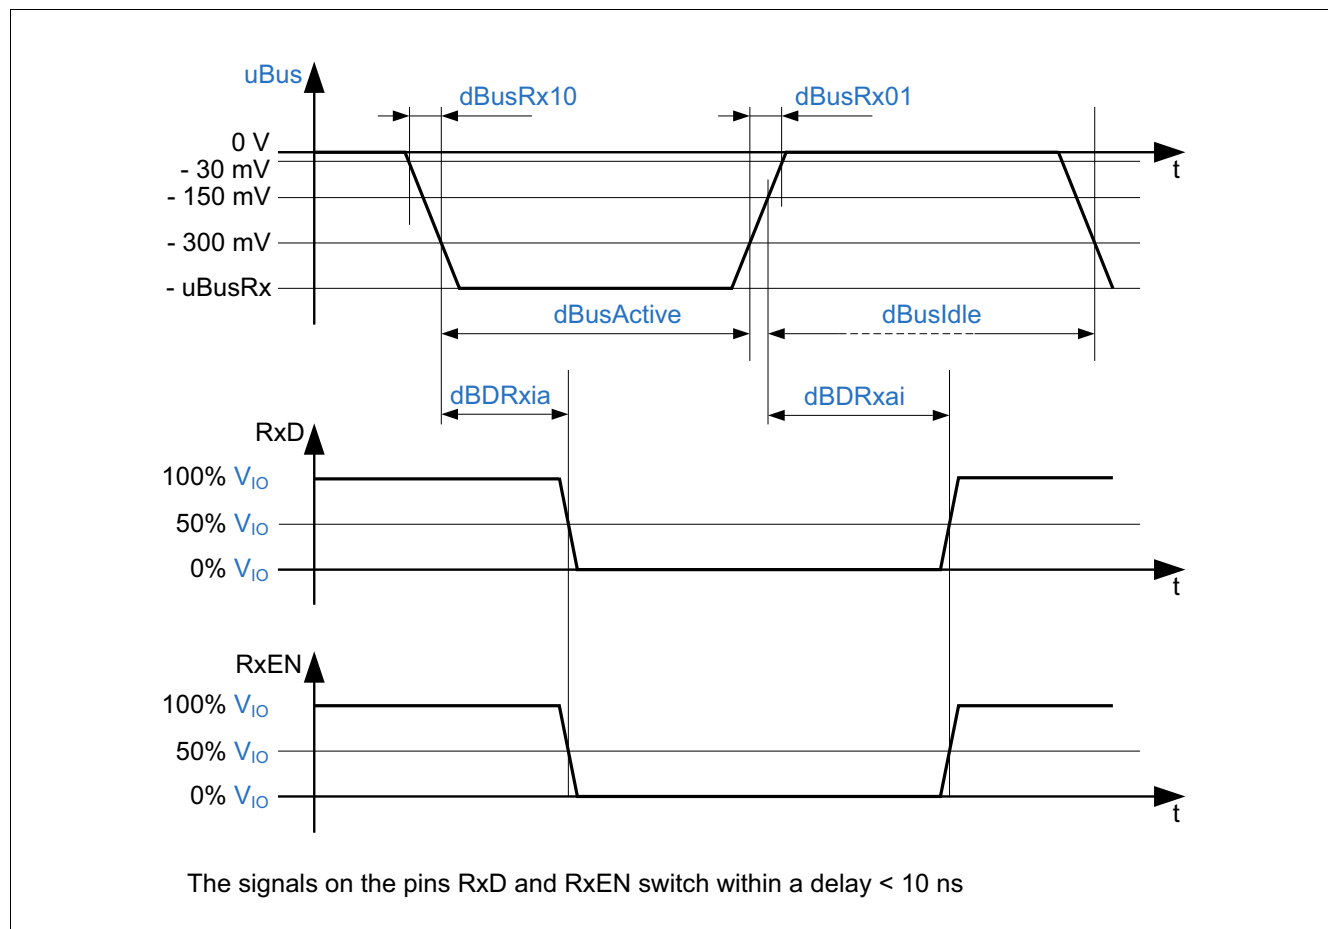 uBus
dBusRx10
dBusRx01
0 V
- 30 mV
t
- 150 mV
- 300 mV
- uBusRx
dBusActive
dBusIdle
dBDRxia
dBDRxai
RxD
100% VIO
50% VIO
0% VIO
t
RxEN
100% VIO
50% VIO
0% VIO
t
The signals on the pins RxD and RxEN switch within a delay < 10 ns